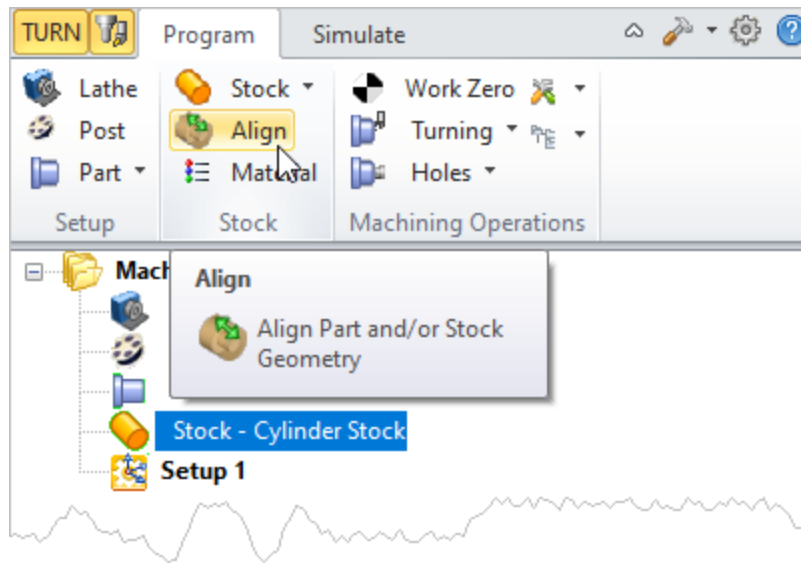 TURN Program Simulate
Lathe Stock Work Zero
Post Align Turning
Part Material Holes
Setup Stock Machining Operations
Mach
Align
Align Part and/or Stock
Geometry
Stock - Cylinder Stock
Setup 1